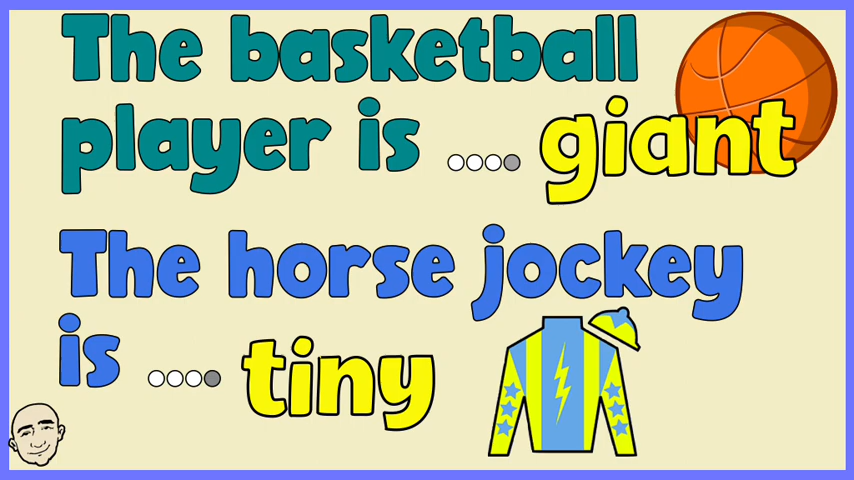 The basketball
player is .... giant
The horse jockey
is .... tiny